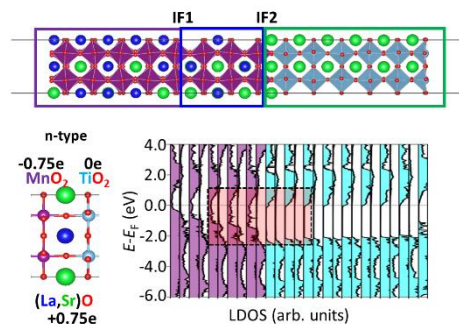 IF1 IF2
n-type
-0.75e 0e
MnO₂ TiO₂
(La,Sr)O
+0.75e
E-E_F (eV)
4.0
2.0
0.0
-2.0
-4.0
-6.0
LDOS (arb. units)